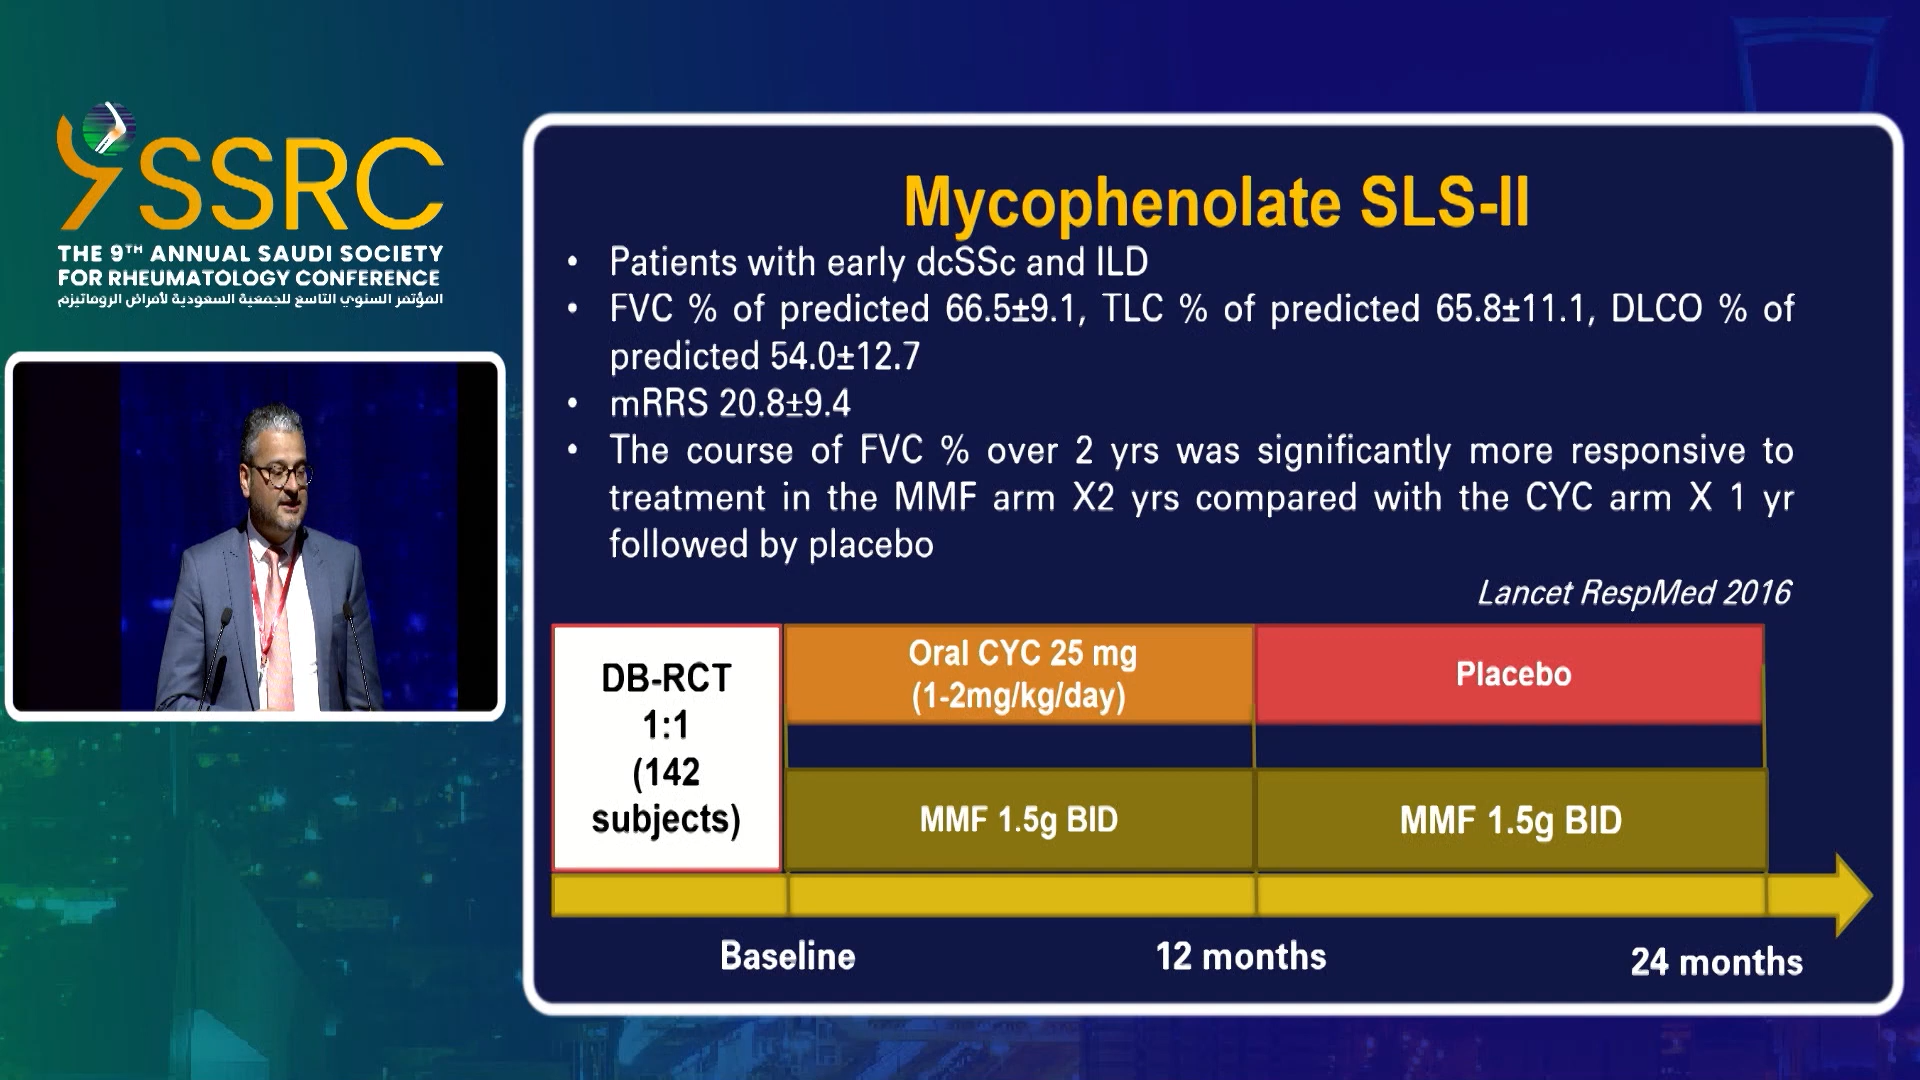 SSRC
THE 9TH ANNUAL SAUDI SOCIETY
FOR RHEUMATOLOGY CONFERENCE
المؤتمر السنوي التاسع للجمعية السعودية لأمراض الروماتيزم
Mycophenolate SLS-II
• Patients with early dcSSc and ILD
• FVC % of predicted 66.5±9.1, TLC % of predicted 65.8±11.1, DLCO % of
predicted 54.0±12.7
• mRRS 20.8±9.4
• The course of FVC % over 2 yrs was significantly more responsive to
treatment in the MMF arm X2 yrs compared with the CYC arm X 1 yr
followed by placebo
Lancet RespMed 2016
DB-RCT
1:1
(142
subjects)
Oral CYC 25 mg
(1-2mg/kg/day)
Placebo
MMF 1.5g BID
MMF 1.5g BID
Baseline
12 months
24 months